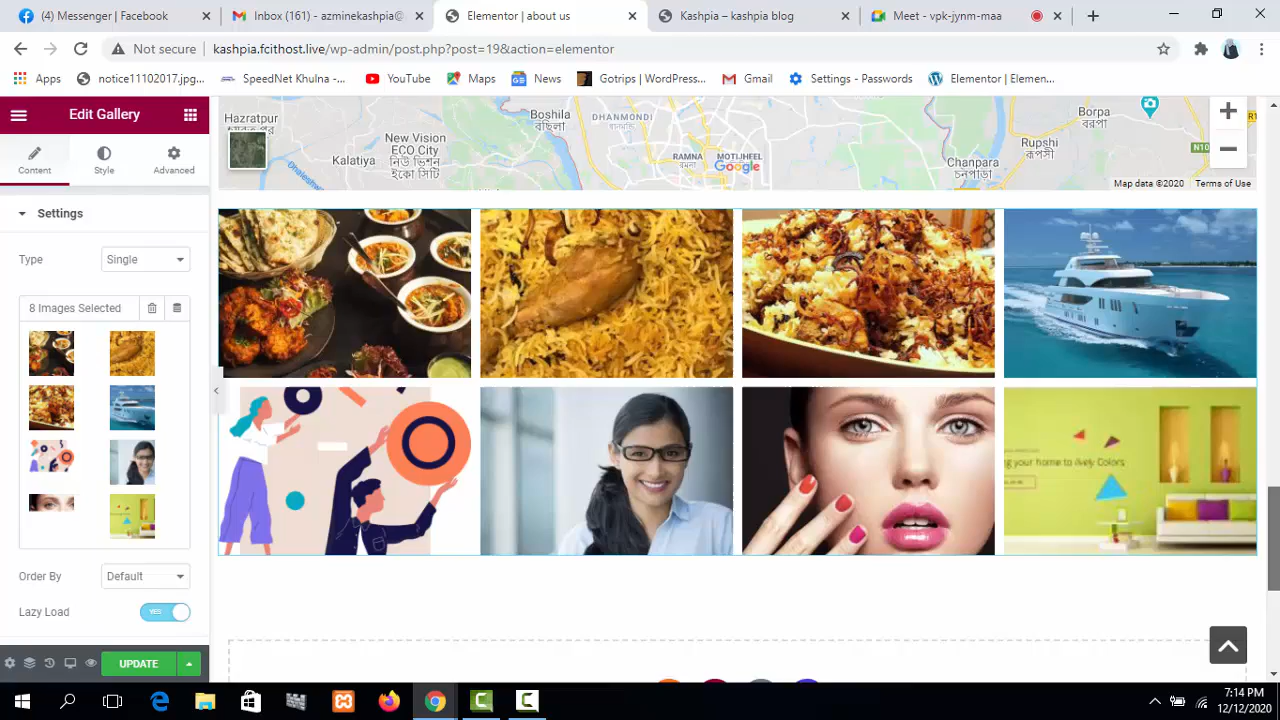 (4) Messenger | Facebook
Inbox (161) - azminekashpia@
Elementor | about us
Kashpia – kashpia blog
Meet - vpk-jynm-maa
Not secure
kashpia.fcithost.live/wp-admin/post.php?post=19&action=elementor
Apps
notice11102017.jpg...
SpeedNet Khulna -...
YouTube
Maps
News
Gotrips | WordPress...
Gmail
Settings - Passwords
Elementor | Elemen...
Edit Gallery
Content
Style
Advanced
Settings
Type
Single
8 Images Selected
Order By
Default
Lazy Load
YES
UPDATE
Hazratpur
Boshila
বছিলা
DHANMONDI
ধানমন্ডি
Borpa
বরপা
New Vision
ECO City
নিউ ভিশন
ইকো সিটি
Kalatiya
RAMNA
রমনা
MOTIJHEEL
Google
Rupshi
রূপসী
Chanpara
চনপাড়া
N10
Map data ©2020
Terms of Use
ng your home to lively Colors
7:14 PM
12/12/2020